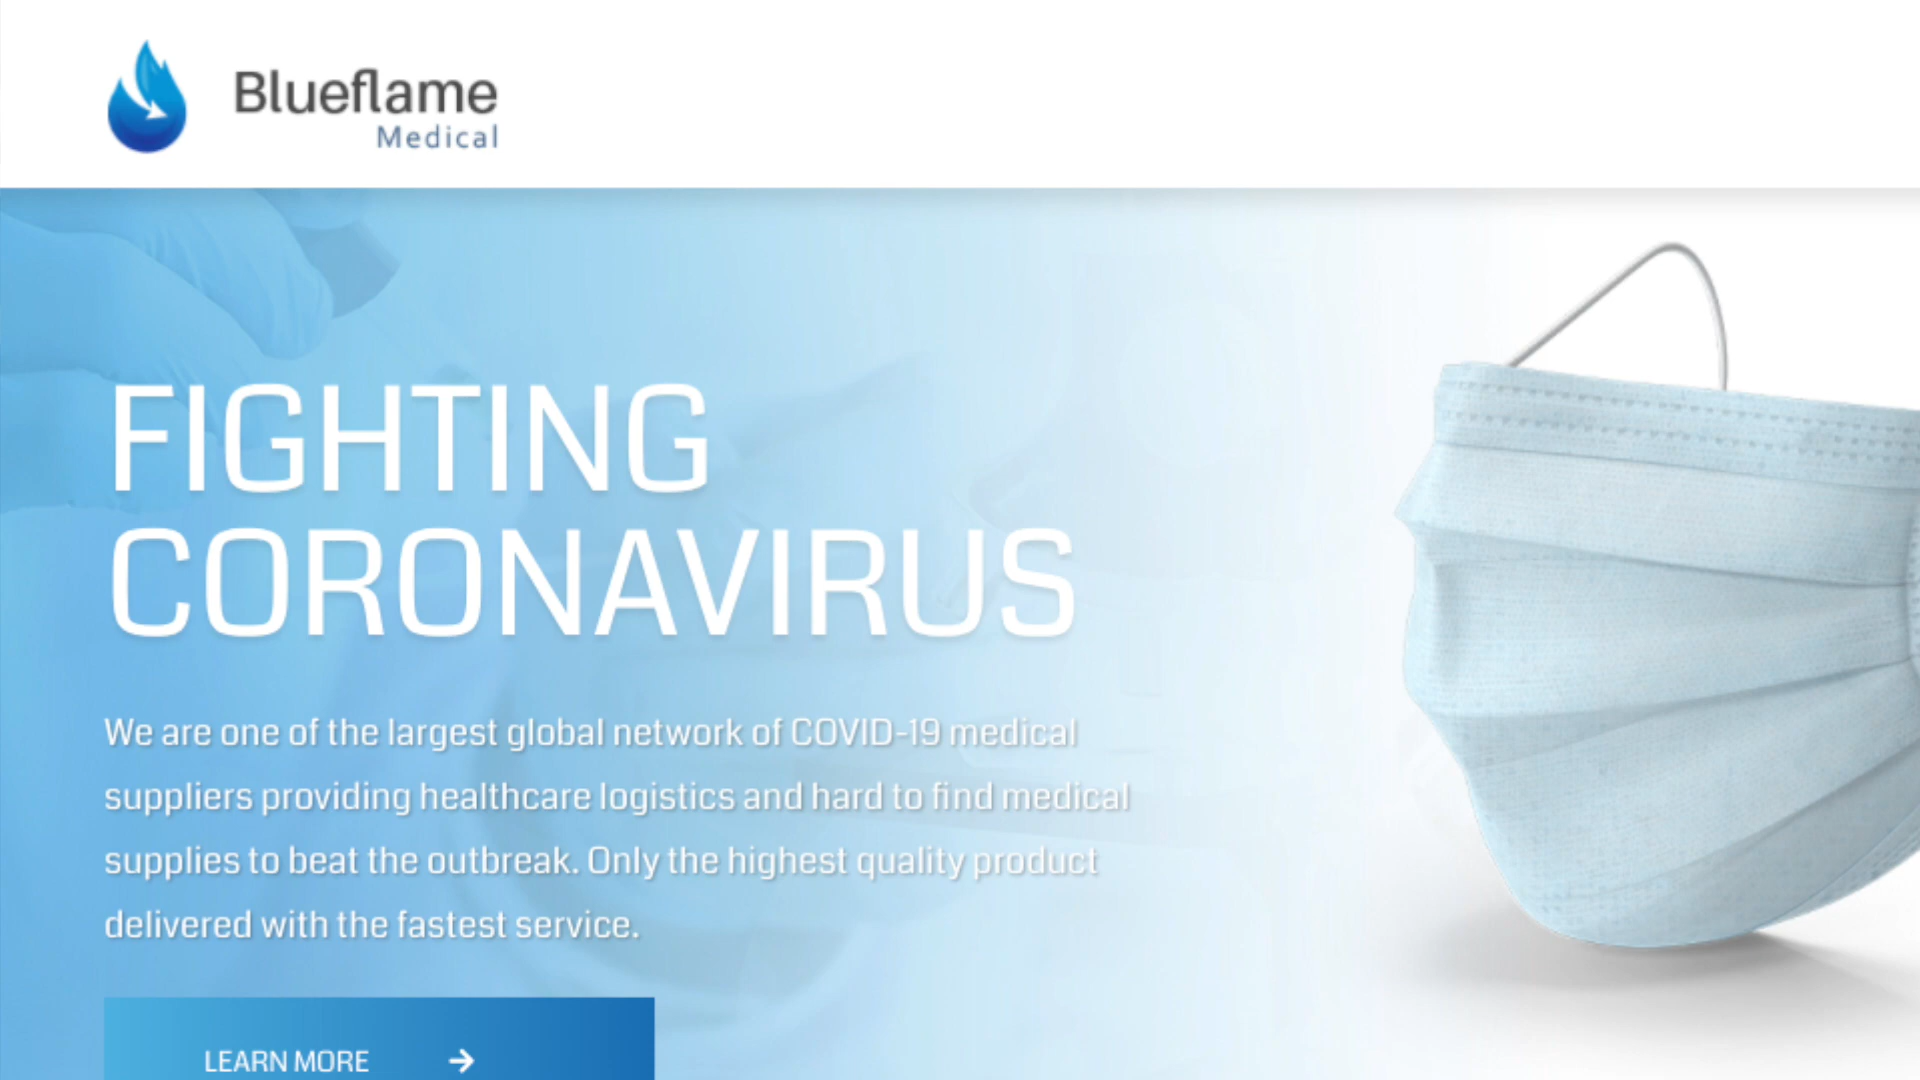 Blueflame
Medical
FIGHTING
CORONAVIRUS
We are one of the largest global network of COVID-19 medical
suppliers providing healthcare logistics and hard to find medical
supplies to beat the outbreak. Only the highest quality product
delivered with the fastest service.
LEARN MORE